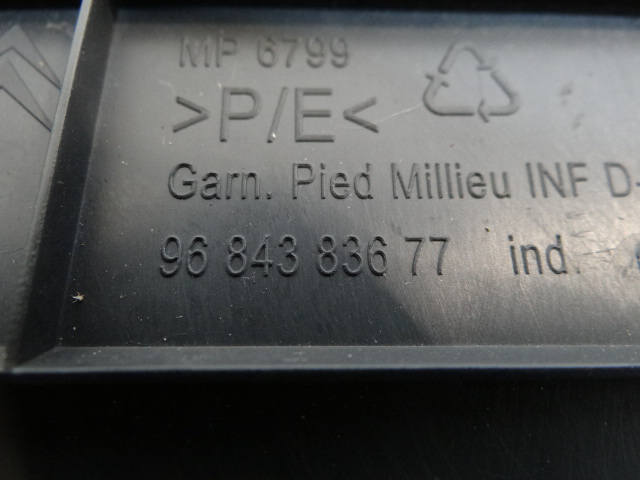 MP 6799
>P/E<
Garn. Pied Millieu INF D-
96 843 836 77 ind.